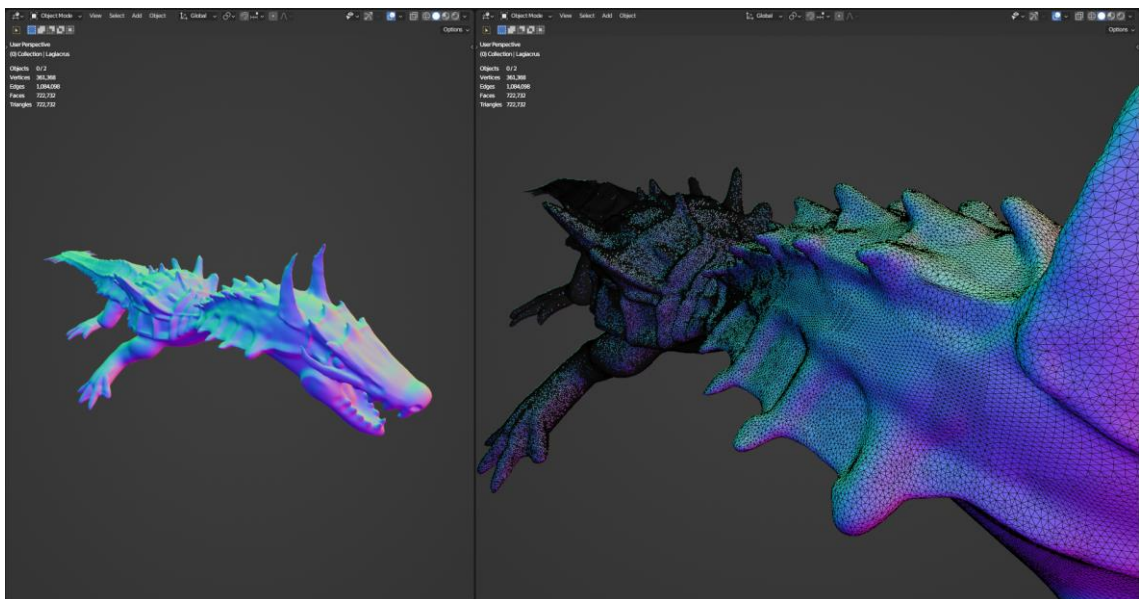 Object Mode View Select Add Object Global
Options
User Perspective
(0) Collection | Lagiacrus
Objects 0/2
Vertices 361,368
Edges 1,084,098
Faces 722,732
Triangles 722,732
Object Mode View Select Add Object Global
Options
User Perspective
(0) Collection | Lagiacrus
Objects 0/2
Vertices 361,368
Edges 1,084,098
Faces 722,732
Triangles 722,732